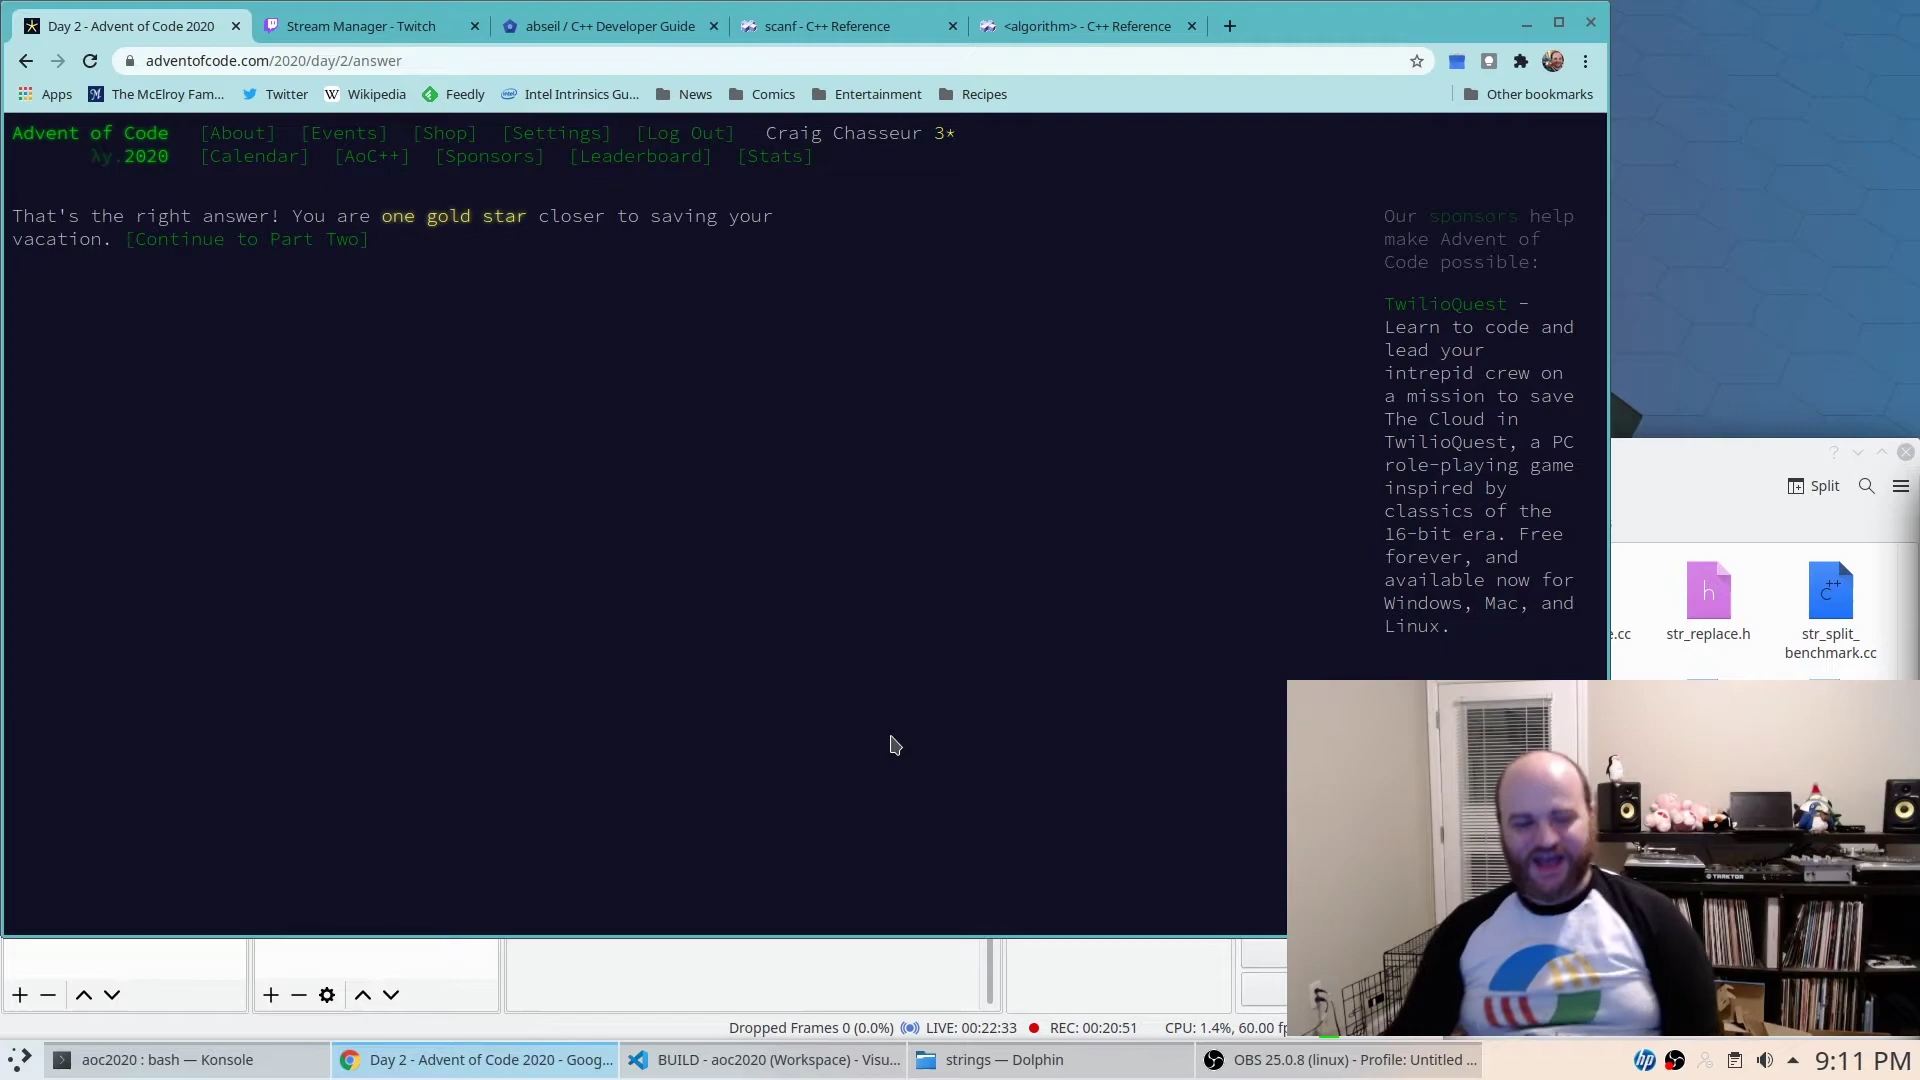 Day 2 - Advent of Code 2020
Stream Manager - Twitch
abseil / C++ Developer Guide
scanf - C++ Reference
<algorithm> - C++ Reference
adventofcode.com/2020/day/2/answer
Apps
The McElroy Fam...
Twitter
Wikipedia
Feedly
Intel Intrinsics Gu...
News
Comics
Entertainment
Recipes
Other bookmarks
Advent of Code [About] [Events] [Shop] [Settings] [Log Out] Craig Chasseur 3*
λy.2020 [Calendar] [AoC++] [Sponsors] [Leaderboard] [Stats]
That's the right answer! You are one gold star closer to saving your
vacation. [Continue to Part Two]
Our sponsors help
make Advent of
Code possible:
TwilioQuest -
Learn to code and
lead your
intrepid crew on
a mission to save
The Cloud in
TwilioQuest, a PC
role-playing game
inspired by
classics of the
16-bit era. Free
forever, and
available now for
Windows, Mac, and
Linux.
Split
h
C++
.cc
str_replace.h
str_split_
benchmark.cc
TRAKTOR
Dropped Frames 0 (0.0%)
LIVE: 00:22:33
REC: 00:20:51
CPU: 1.4%, 60.00 fp
aoc2020 : bash — Konsole
Day 2 - Advent of Code 2020 - Goog...
BUILD - aoc2020 (Workspace) - Visu...
strings — Dolphin
OBS 25.0.8 (linux) - Profile: Untitled ...
hp
9:11 PM